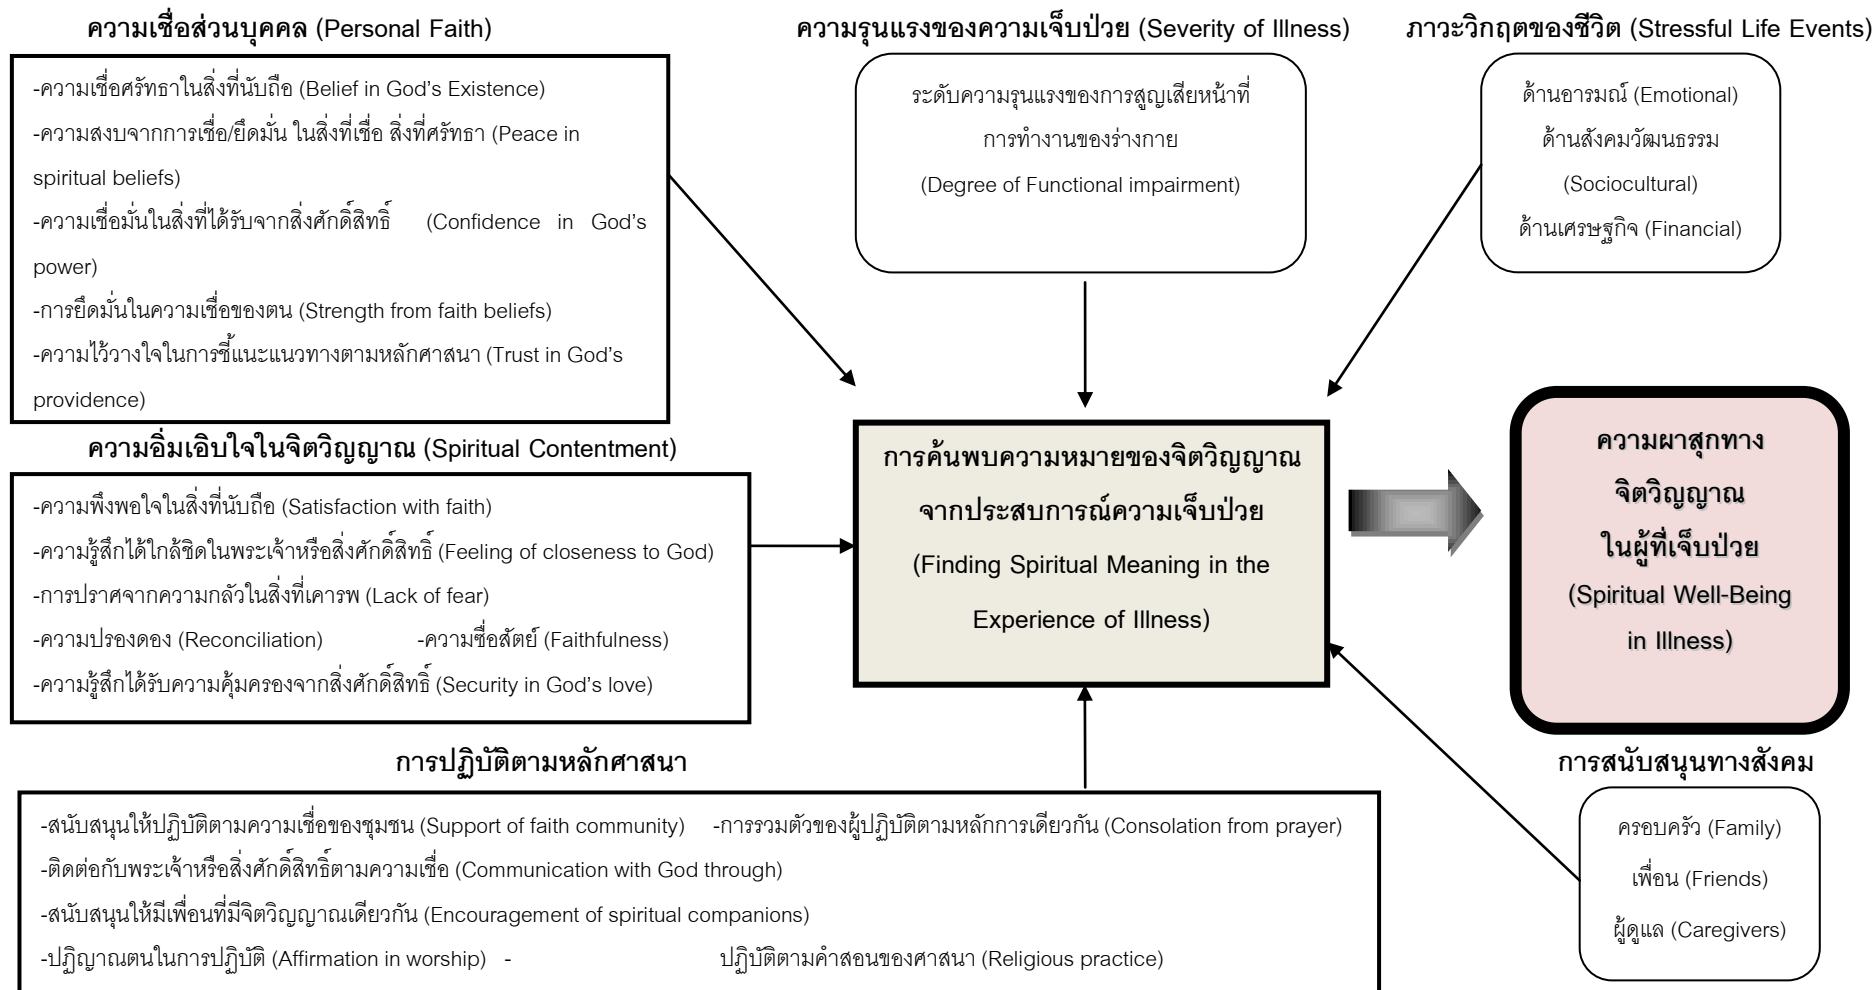 ความเชื่อส่วนบุคคล (Personal Faith)
-ความเชื่อศรัทธาในสิ่งที่นับถือ (Belief in God's Existence)
-ความสงบจากการเชื่อ/ยึดมั่น ในสิ่งที่เชื่อ สิ่งที่ศรัทธา (Peace in
spiritual beliefs)
-ความเชื่อมั่นในสิ่งที่ได้รับจากสิ่งศักดิ์สิทธิ์ (Confidence in God's
power)
-การยึดมั่นในความเชื่อของตน (Strength from faith beliefs)
-ความไว้วางใจในการชี้แนะแนวทางตามหลักศาสนา (Trust in God's
providence)
ความรุนแรงของความเจ็บป่วย (Severity of Illness)
ระดับความรุนแรงของการสูญเสียหน้าที่
การทำงานของร่างกาย
(Degree of Functional impairment)
ภาวะวิกฤตของชีวิต (Stressful Life Events)
ด้านอารมณ์ (Emotional)
ด้านสังคมวัฒนธรรม
(Sociocultural)
ด้านเศรษฐกิจ (Financial)
ความอิ่มเอิบใจในจิตวิญญาณ (Spiritual Contentment)
-ความพึงพอใจในสิ่งที่นับถือ (Satisfaction with faith)
-ความรู้สึกได้ใกล้ชิดในพระเจ้าหรือสิ่งศักดิ์สิทธิ์ (Feeling of closeness to God)
-การปราศจากความกลัวในสิ่งที่เคารพ (Lack of fear)
-ความปรองดอง (Reconciliation) -ความซื่อสัตย์ (Faithfulness)
-ความรู้สึกได้รับความคุ้มครองจากสิ่งศักดิ์สิทธิ์ (Security in God's love)
การค้นพบความหมายของจิตวิญญาณ
จากประสบการณ์ความเจ็บป่วย
(Finding Spiritual Meaning in the
Experience of Illness)
ความผาสุกทาง
จิตวิญญาณ
ในผู้ที่เจ็บป่วย
(Spiritual Well-Being
in Illness)
การปฏิบัติตามหลักศาสนา
-สนับสนุนให้ปฏิบัติตามความเชื่อของชุมชน (Support of faith community) -การรวมตัวของผู้ปฏิบัติตามหลักการเดียวกัน (Consolation from prayer)
-ติดต่อกับพระเจ้าหรือสิ่งศักดิ์สิทธิ์ตามความเชื่อ (Communication with God through)
-สนับสนุนให้มีเพื่อนที่มีจิตวิญญาณเดียวกัน (Encouragement of spiritual companions)
-ปฏิญาณตนในการปฏิบัติ (Affirmation in worship) - ปฏิบัติตามคำสอนของศาสนา (Religious practice)
การสนับสนุนทางสังคม
ครอบครัว (Family)
เพื่อน (Friends)
ผู้ดูแล (Caregivers)